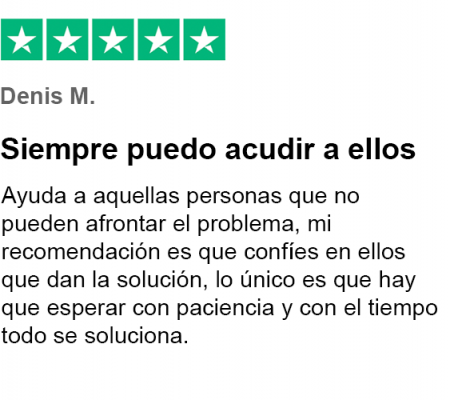 Denis M.
Siempre puedo acudir a ellos
Ayuda a aquellas personas que no
pueden afrontar el problema, mi
recomendación es que confíes en ellos
que dan la solución, lo único es que hay
que esperar con paciencia y con el tiempo
todo se soluciona.